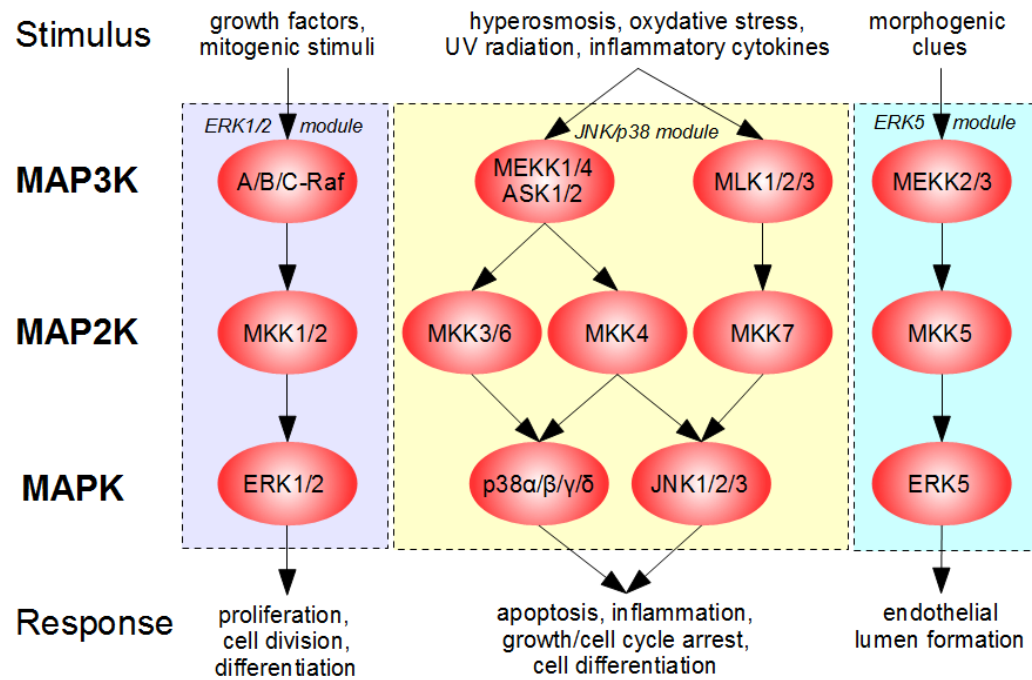 Stimulus
growth factors,
mitogenic stimuli
hyperosmosis, oxydative stress,
UV radiation, inflammatory cytokines
morphogenic
clues
ERK1/2 module
JNK/p38 module
ERK5 module
MAP3K
A/B/C-Raf
MEKK1/4
ASK1/2
MLK1/2/3
MEKK2/3
MAP2K
MKK1/2
MKK3/6
MKK4
MKK7
MKK5
MAPK
ERK1/2
p38α/β/γ/δ
JNK1/2/3
ERK5
Response
proliferation,
cell division,
differentiation
apoptosis, inflammation,
growth/cell cycle arrest,
cell differentiation
endothelial
lumen formation